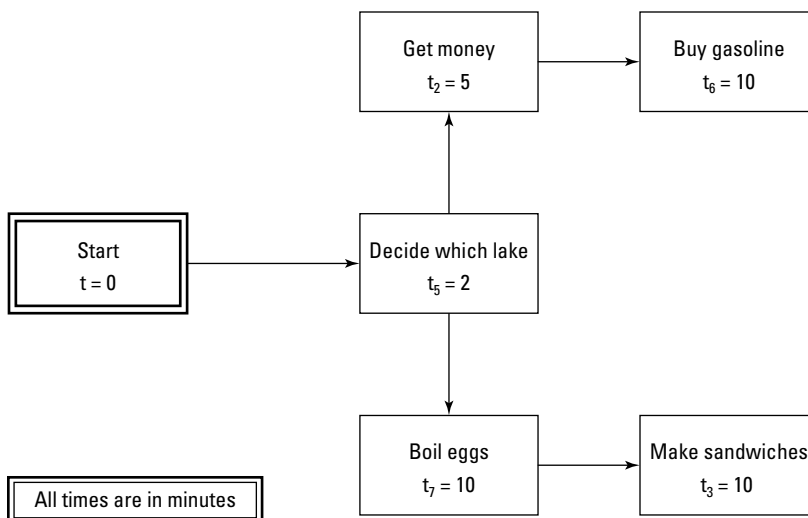 Get money
t₂ = 5
Buy gasoline
t₆ = 10
Start
t = 0
Decide which lake
t₅ = 2
Boil eggs
t₇ = 10
Make sandwiches
t₃ = 10
All times are in minutes